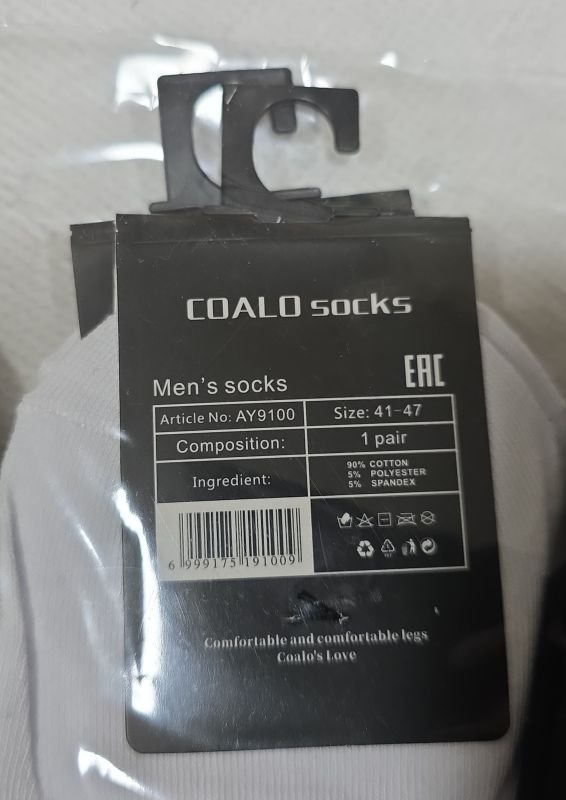 COALO socks
EAC
Men's socks
Article No: AY9100 Size: 41-47
Composition: 1 pair
Ingredient:
90% COTTON
5% POLYESTER
5% SPANDEX
6 999175 191009
Comfortable and comfortable legs
Coalo's Love